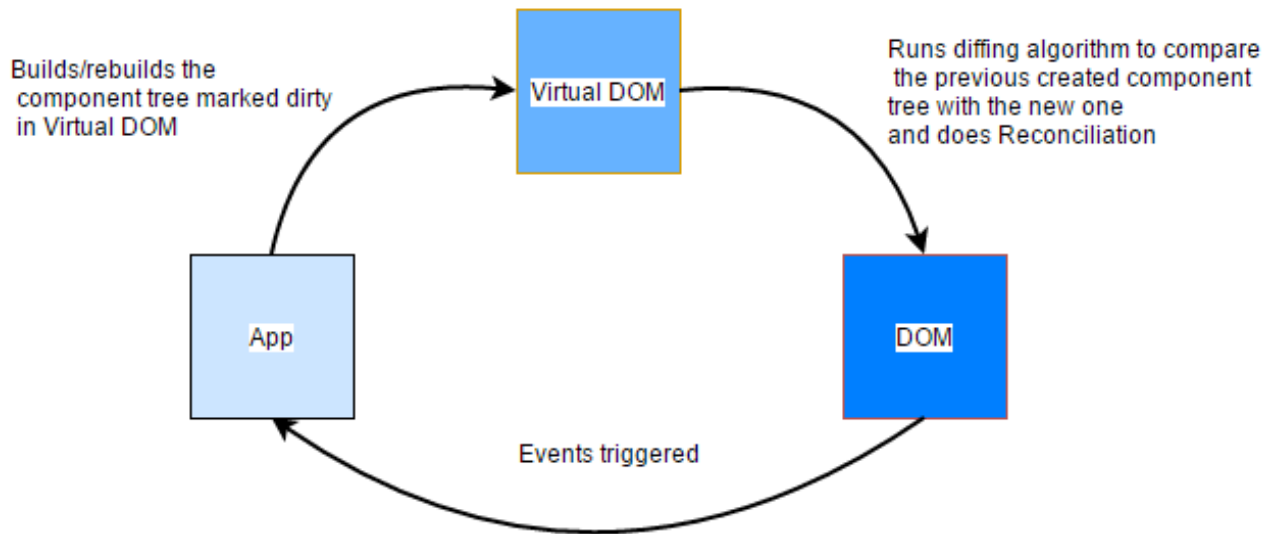 Builds/rebuilds the
component tree marked dirty
in Virtual DOM
Virtual DOM
Runs diffing algorithm to compare
the previous created component
tree with the new one
and does Reconciliation
App
DOM
Events triggered